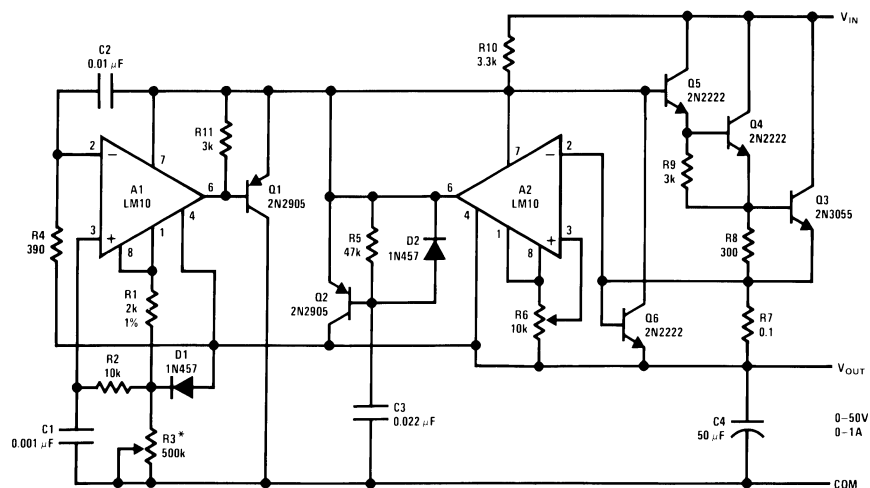 V_IN
R10
3.3k
C2
0.01 μF
Q5
2N2222
Q4
2N2222
R11
3k
R9
3k
2
−
7
7
−
2
A1
LM10
6
Q1
2N2905
6
A2
LM10
4
4
R4
390
3
+
8
1
R5
47k
D2
1N457
1
8
+
3
Q3
2N3055
R8
300
R1
2k
1%
Q2
2N2905
R6
10k
Q6
2N2222
R7
0.1
R2
10k
D1
1N457
V_OUT
C1
0.001 μF
R3*
500k
C3
0.022 μF
C4
50 μF
0–50V
0–1A
COM